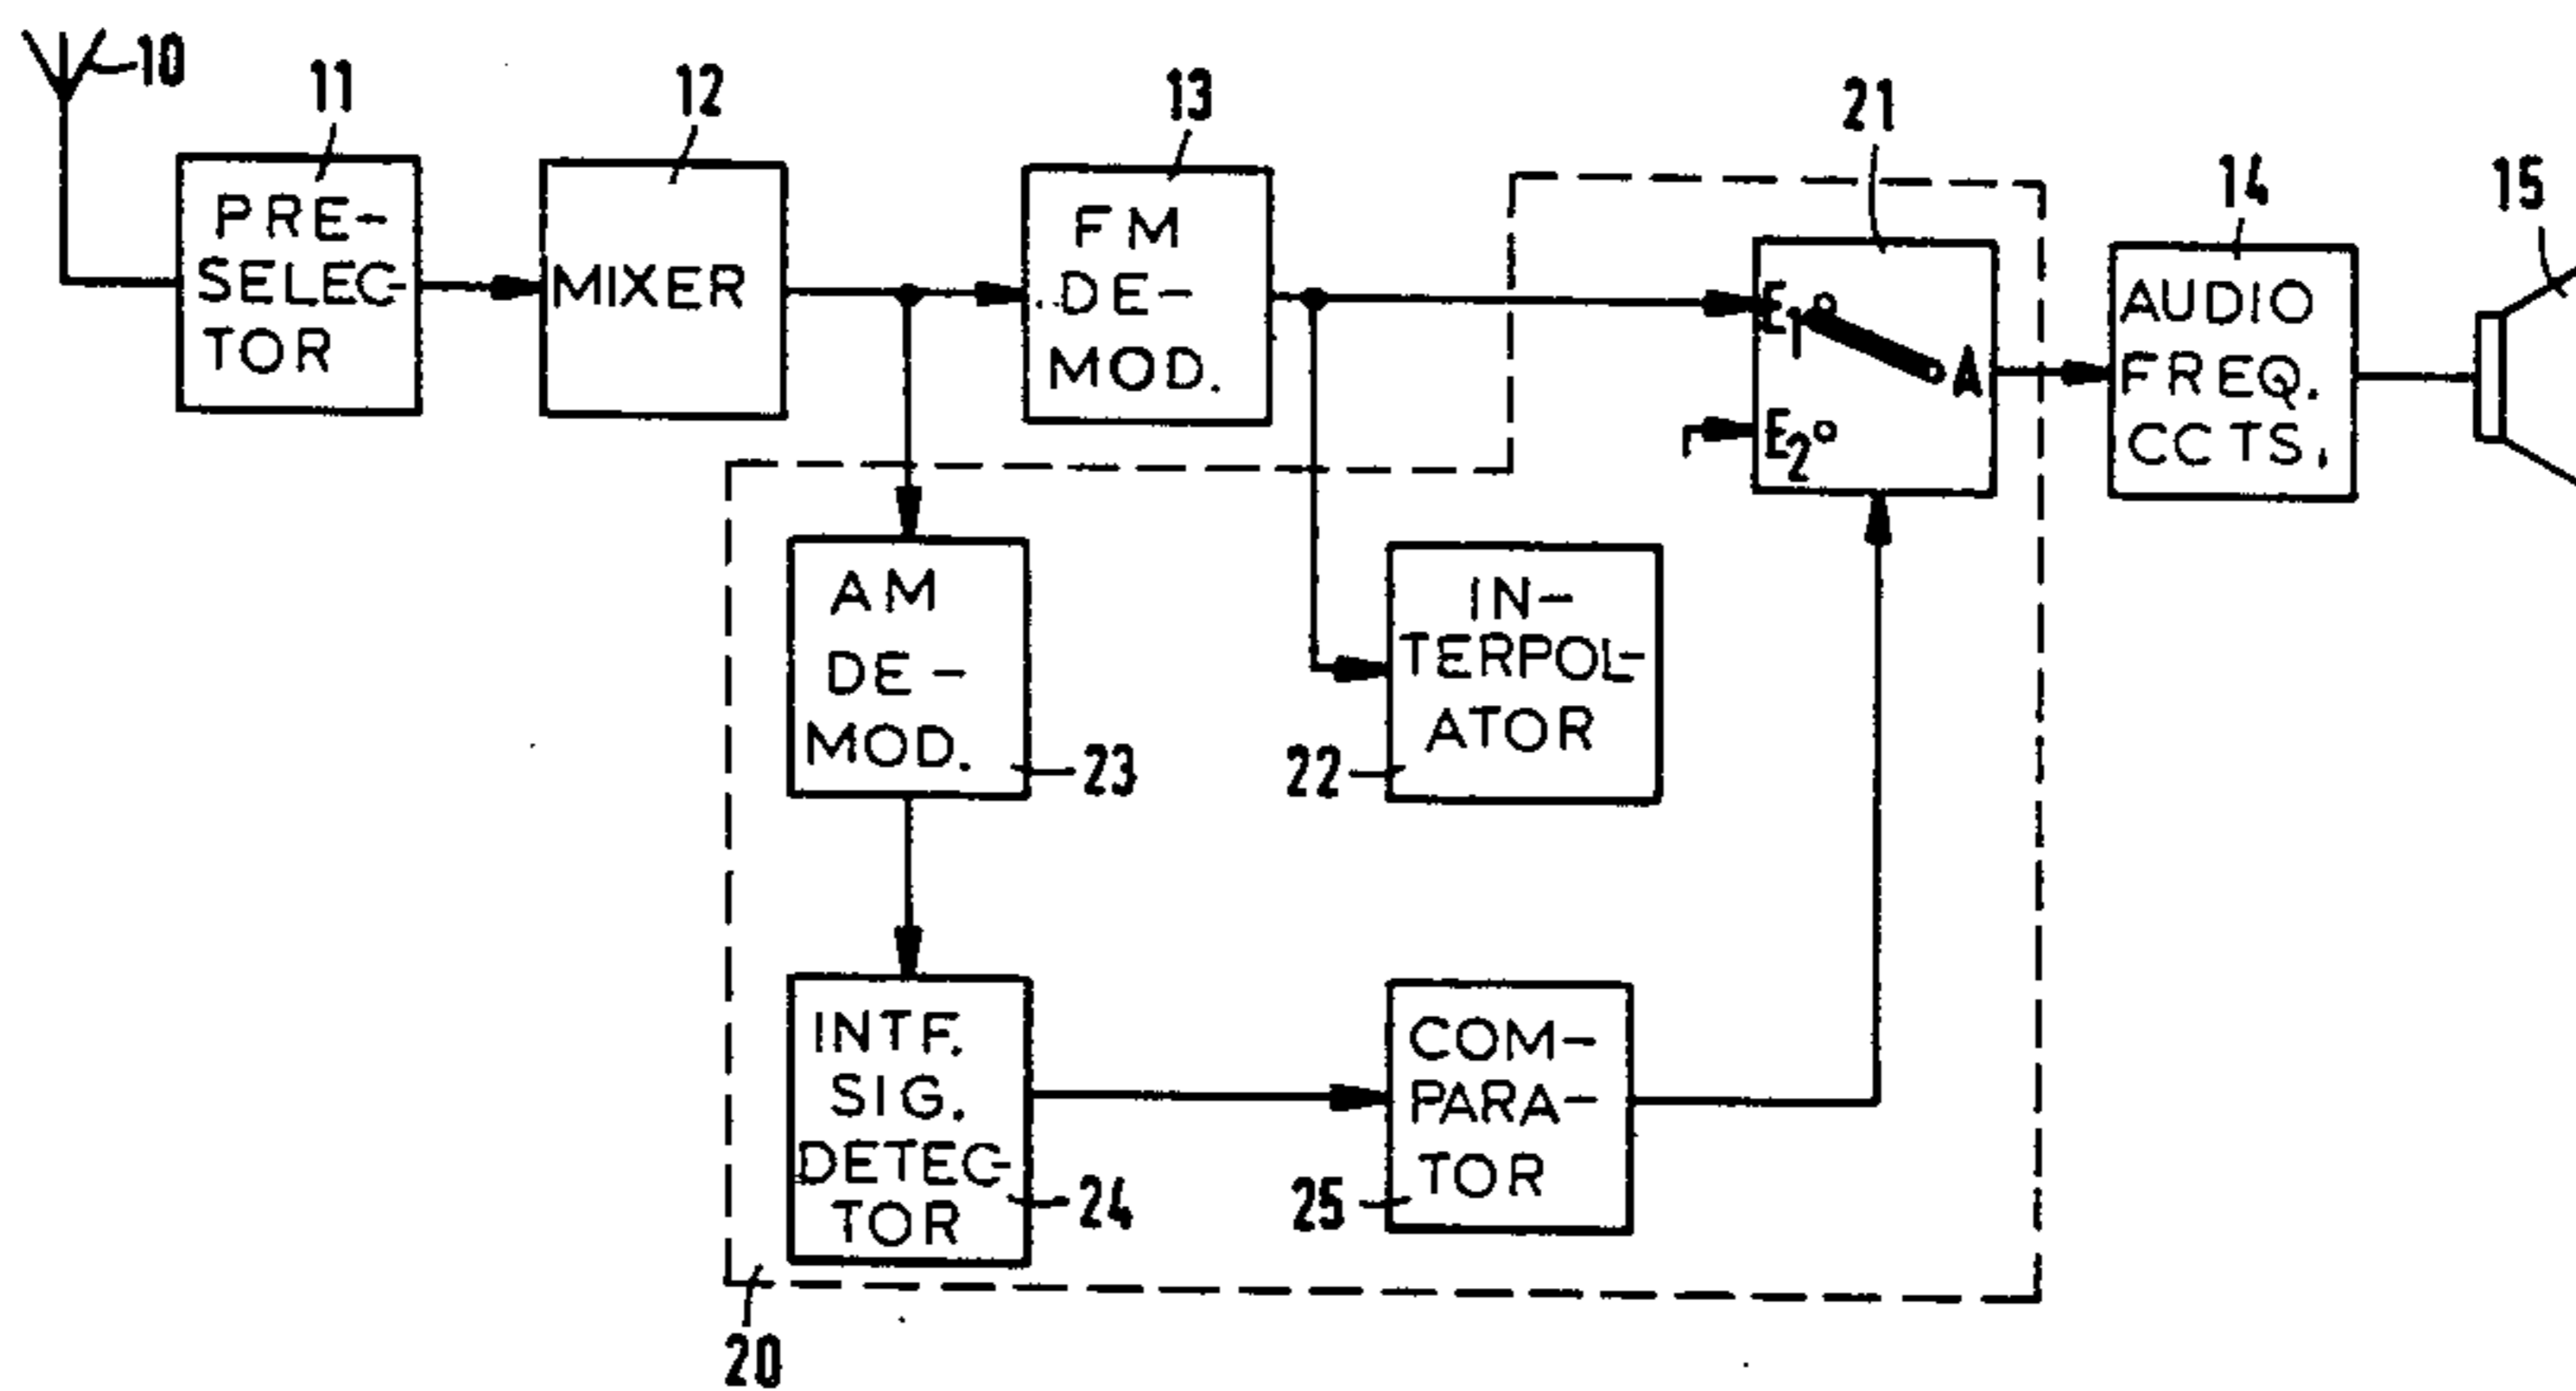 10
11
12
13
21
14
15
PRE-
SELEC-
TOR
MIXER
FM
DE-
MOD.
E1
A
E2
AUDIO
FREQ.
CCTS.
AM
DE-
MOD.
23
IN-
TERPOL-
ATOR
22
INTF.
SIG.
DETEC-
TOR
24
COM-
PARA-
TOR
25
20